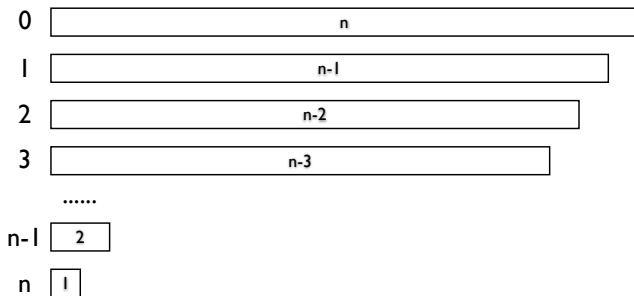 0 n
1 n-1
2 n-2
3 n-3
......
n-1 2
n 1